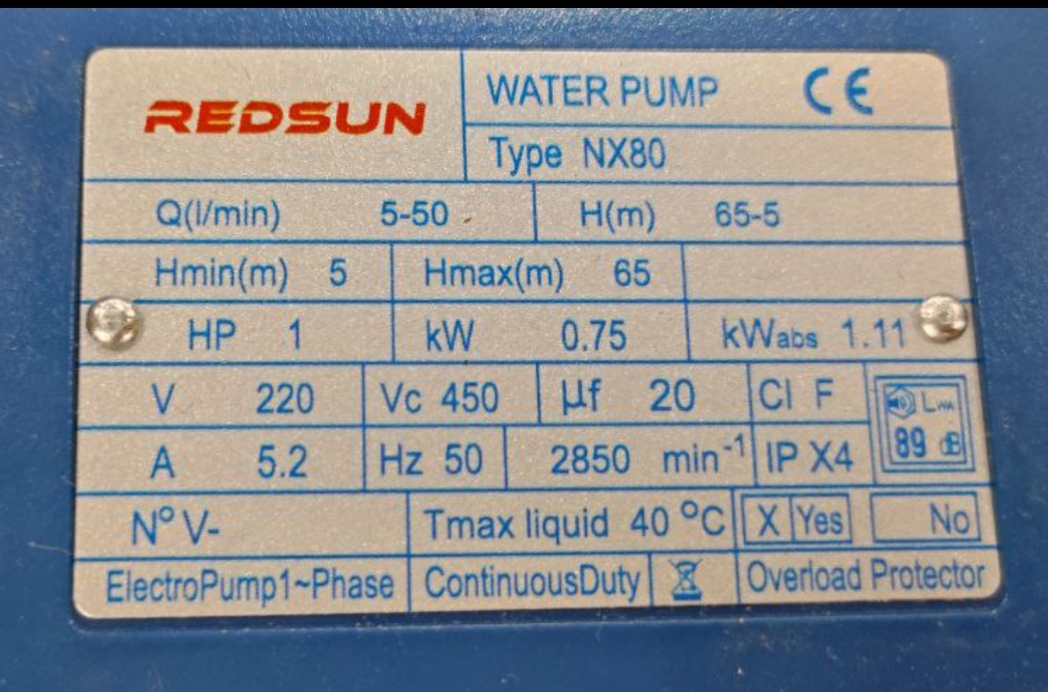 REDSUN
WATER PUMP CE
Type NX80
Q(l/min) 5-50 H(m) 65-5
Hmin(m) 5 Hmax(m) 65
HP 1 kW 0.75 kWabs 1.11
V 220 Vc 450 µf 20 Cl F
LWA
89 dB
A 5.2 Hz 50 2850 min-1 IP X4
N° V- Tmax liquid 40 °C X Yes No
ElectroPump1~Phase ContinuousDuty Overload Protector